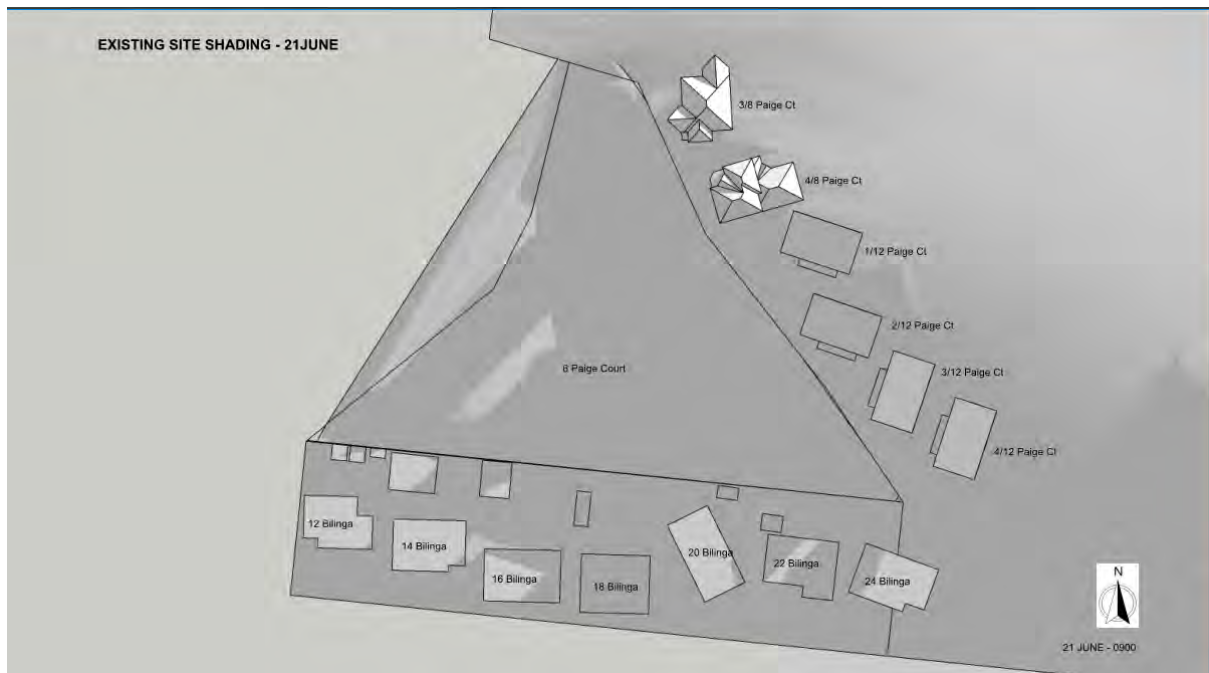 EXISTING SITE SHADING - 21JUNE
3/8 Paige Ct
4/8 Paige Ct
1/12 Paige Ct
2/12 Paige Ct
8 Paige Court
3/12 Paige Ct
4/12 Paige Ct
12 Bilinga
14 Bilinga
16 Bilinga
18 Bilinga
20 Bilinga
22 Bilinga
24 Bilinga
N
21 JUNE - 0900